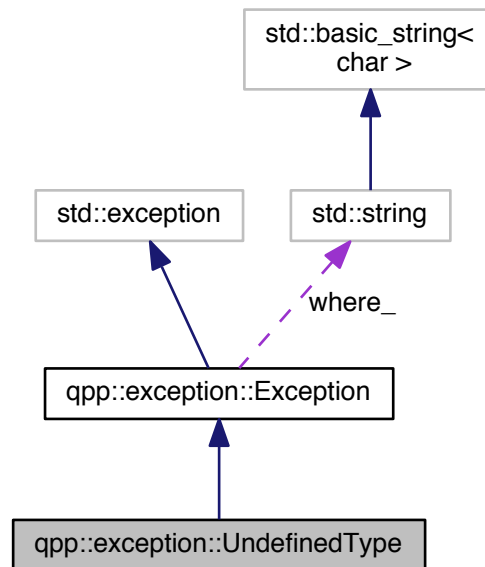 std::basic_string<
char >
std::exception
std::string
where_
qpp::exception::Exception
qpp::exception::UndefinedType